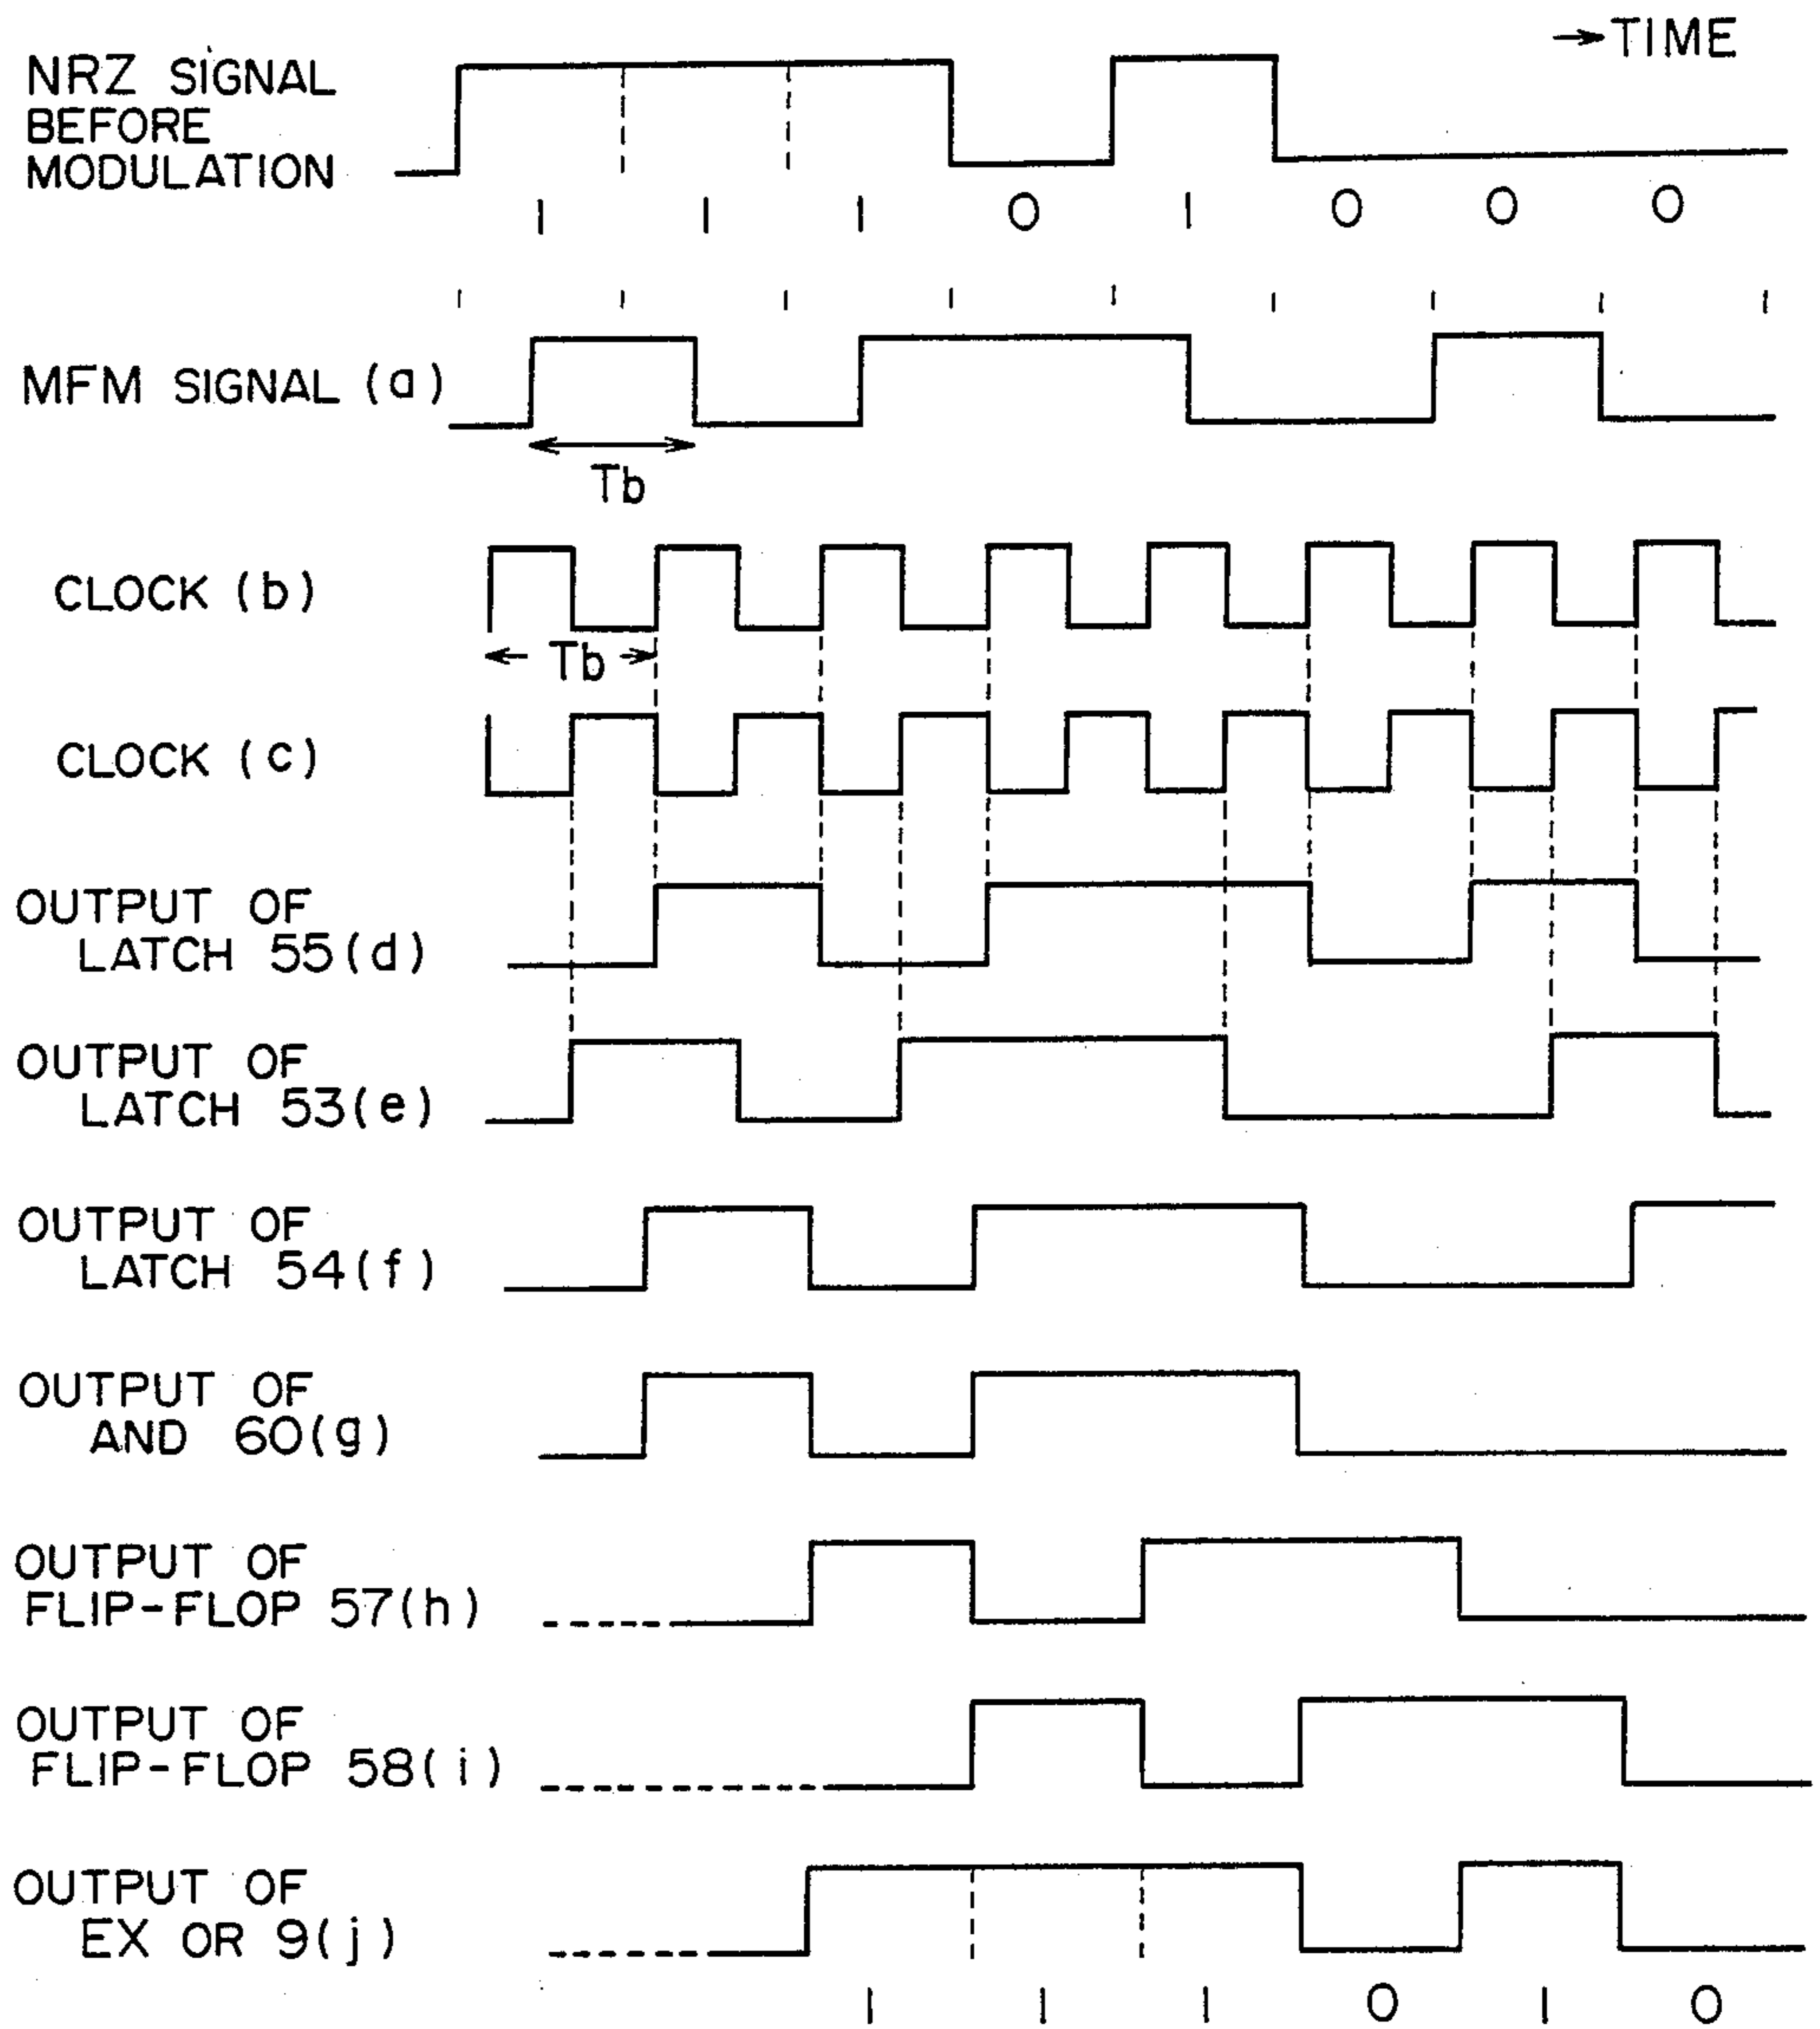 →TIME
NRZ SIGNAL
BEFORE
MODULATION
1 1 1 0 1 0 0 0
MFM SIGNAL (a)
Tb
CLOCK (b)
Tb
CLOCK (c)
OUTPUT OF
LATCH 55(d)
OUTPUT OF
LATCH 53(e)
OUTPUT OF
LATCH 54(f)
OUTPUT OF
AND 60(g)
OUTPUT OF
FLIP-FLOP 57(h)
OUTPUT OF
FLIP-FLOP 58(i)
OUTPUT OF
EX OR 9(j)
1 1 1 0 1 0